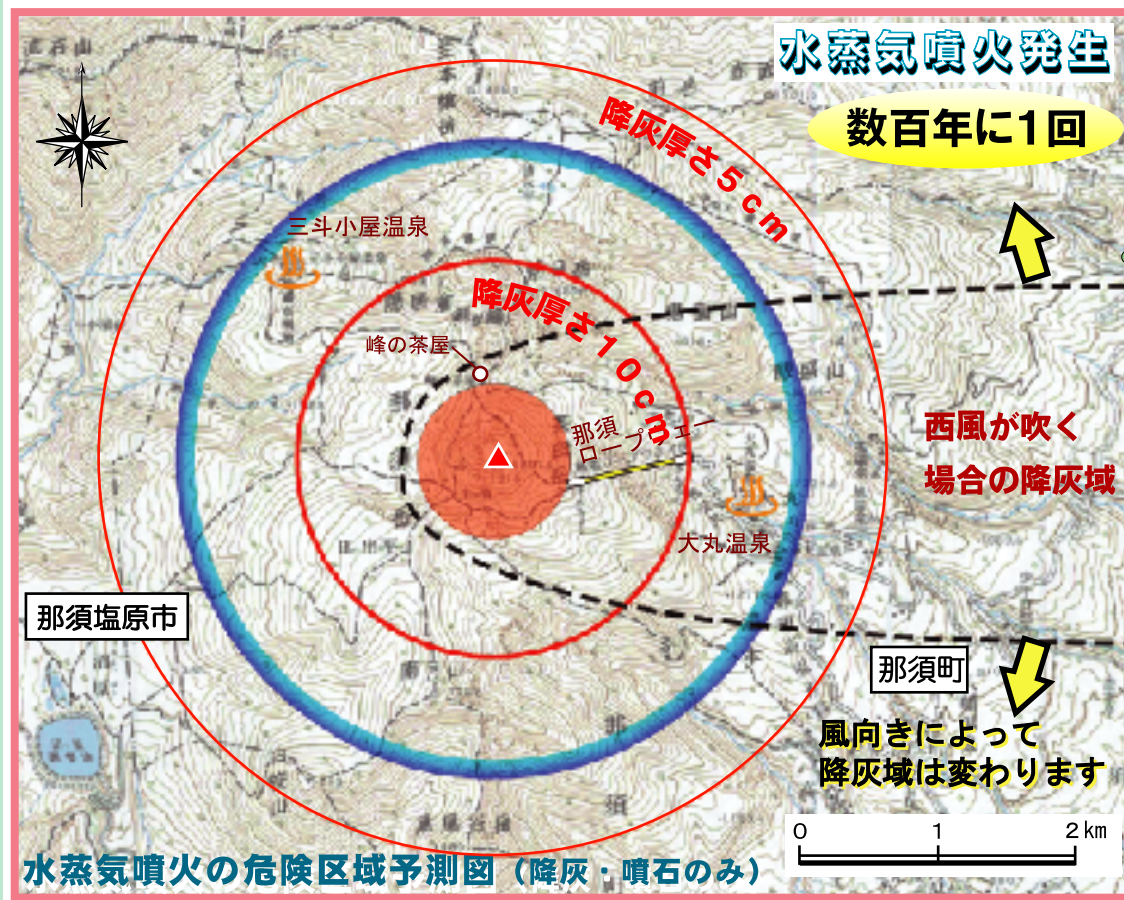 水蒸気噴火発生
数百年に1回
降灰厚さ5cm
三斗小屋温泉
降灰厚さ10cm
峰の茶屋
那須
ロープウェー
西風が吹く
場合の降灰域
大丸温泉
那須塩原市
那須町
風向きによって
降灰域は変わります
0 1 2km
水蒸気噴火の危険区域予測図（降灰・噴石のみ）